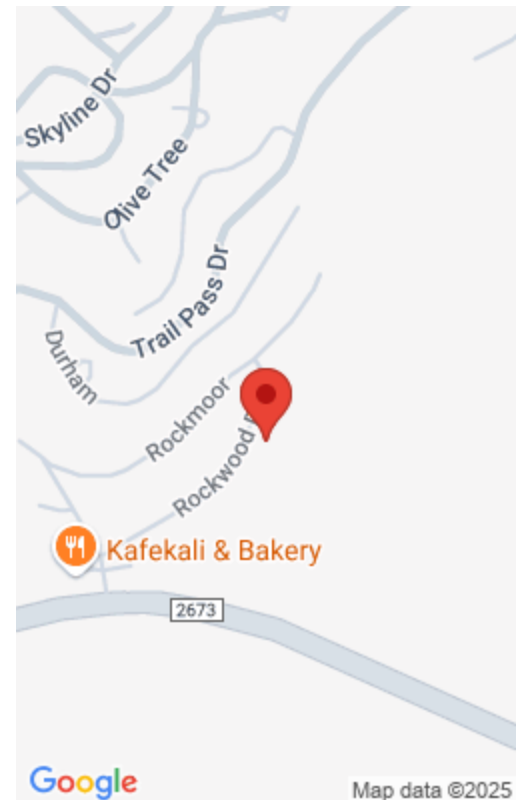 Skyline Dr
Olive Tree
Trail Pass Dr
Durham
Rockmoor
Rockwood
Kafekali & Bakery
2673
Google
Map data ©2025